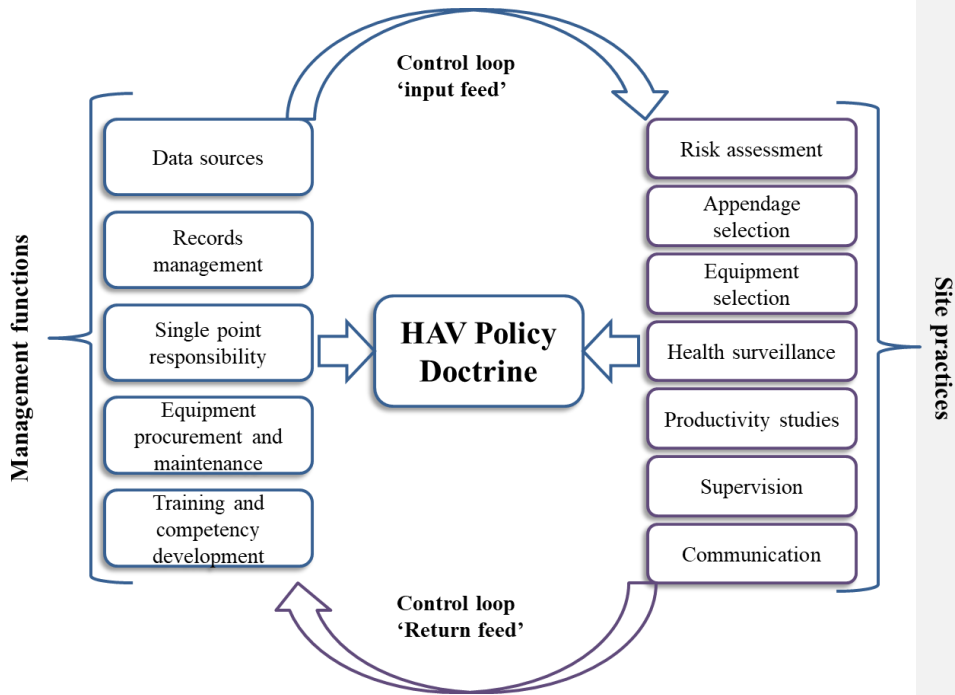 Control loop
‘input feed’
Management functions
Data sources
Records
management
Single point
responsibility
Equipment
procurement and
maintenance
Training and
competency
development
HAV Policy
Doctrine
Risk assessment
Appendage
selection
Equipment
selection
Health surveillance
Productivity studies
Supervision
Communication
Site practices
Control loop
‘Return feed’